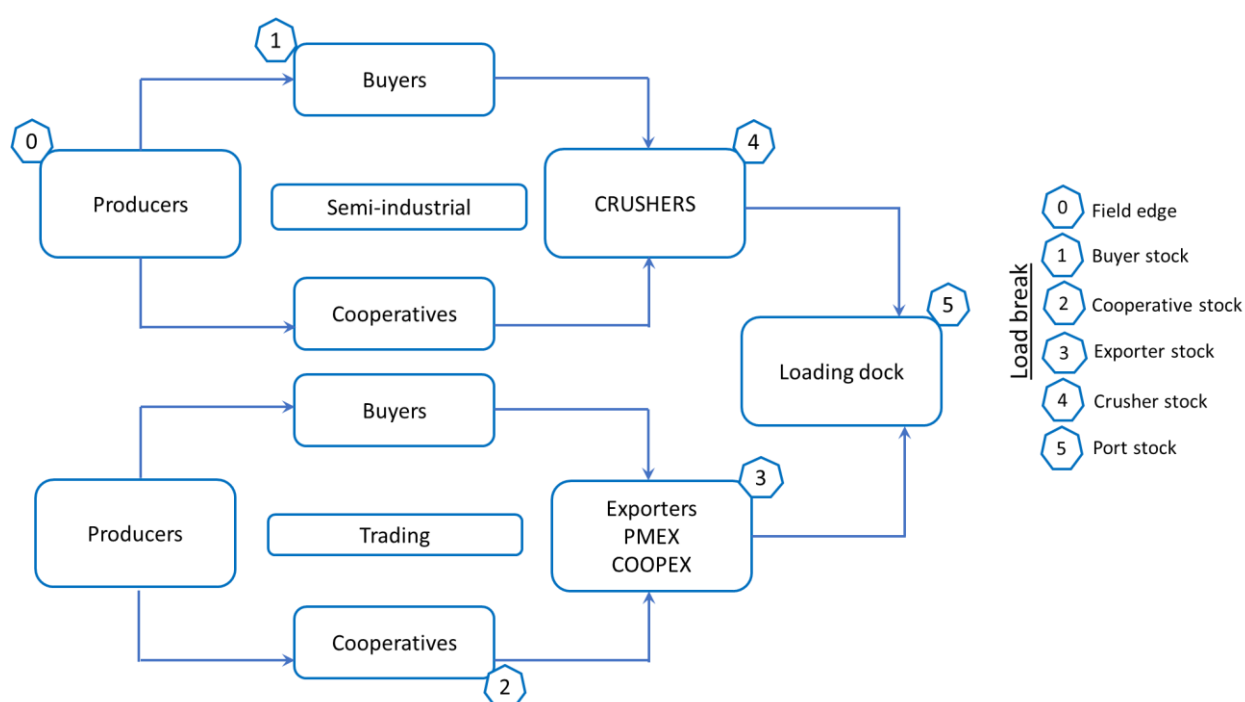 1
Buyers
0
4
Producers
Semi-industrial
CRUSHERS
Cooperatives
5
Loading dock
Buyers
3
Producers
Trading
Exporters
PMEX
COOPEX
Cooperatives
2
Load break
0 Field edge
1 Buyer stock
2 Cooperative stock
3 Exporter stock
4 Crusher stock
5 Port stock